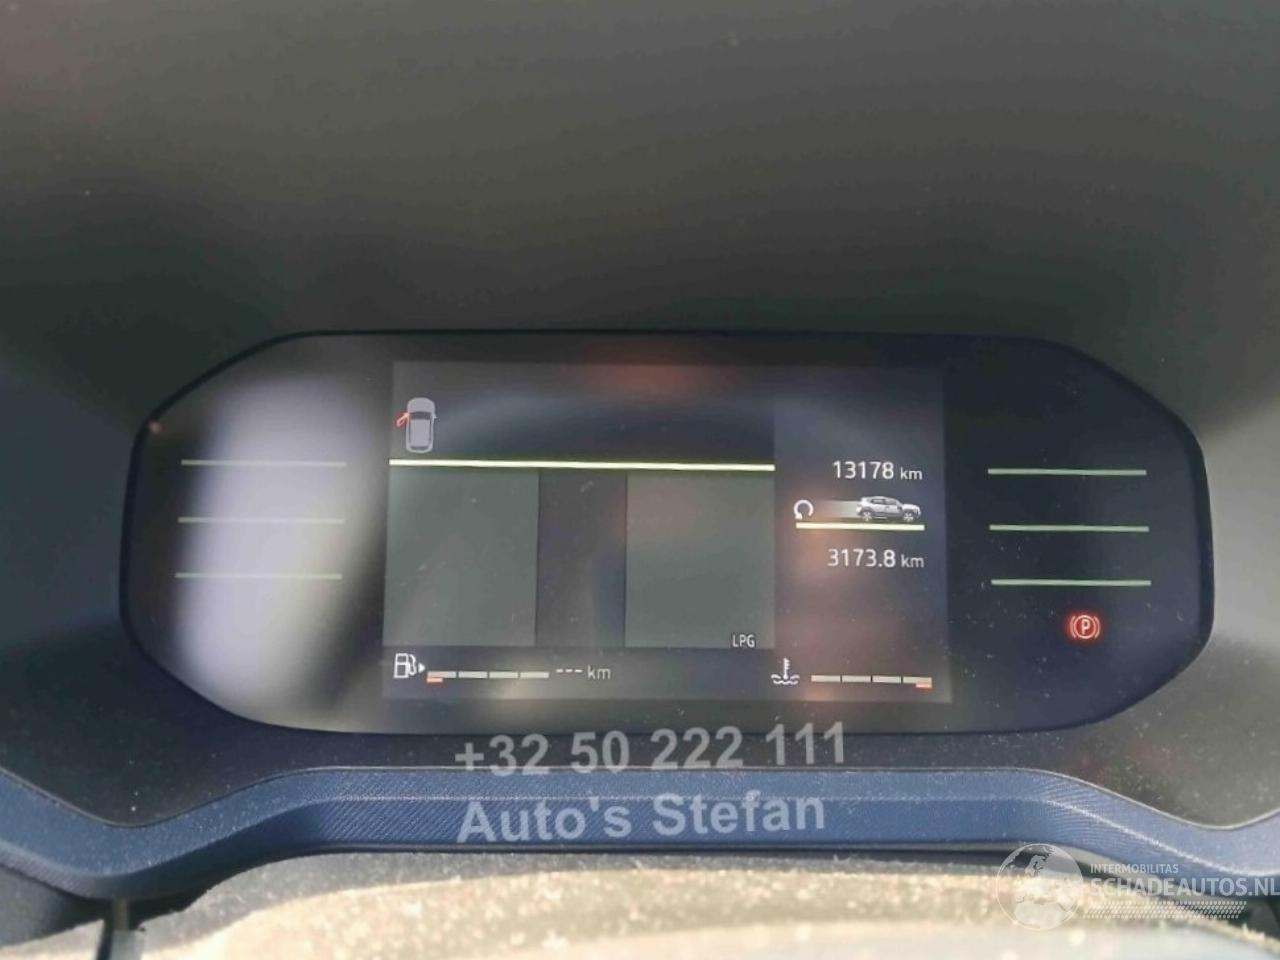 13178 km
3173.8 km
LPG
--- km
P
+32 50 222 111
Auto's Stefan
INTERMOBILITAS
SCHADEAUTOS.NL